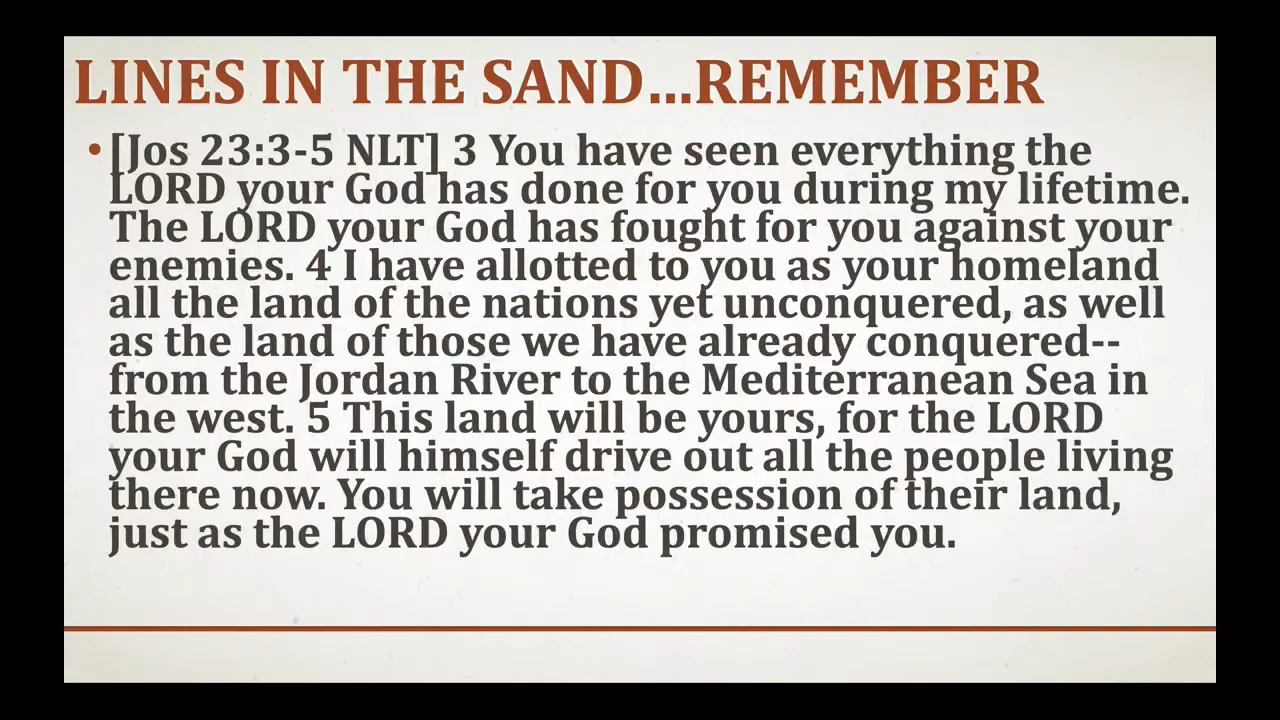 LINES IN THE SAND...REMEMBER
• [Jos 23:3-5 NLT] 3 You have seen everything the
LORD your God has done for you during my lifetime.
The LORD your God has fought for you against your
enemies. 4 I have allotted to you as your homeland
all the land of the nations yet unconquered, as well
as the land of those we have already conquered--
from the Jordan River to the Mediterranean Sea in
the west. 5 This land will be yours, for the LORD
your God will himself drive out all the people living
there now. You will take possession of their land,
just as the LORD your God promised you.